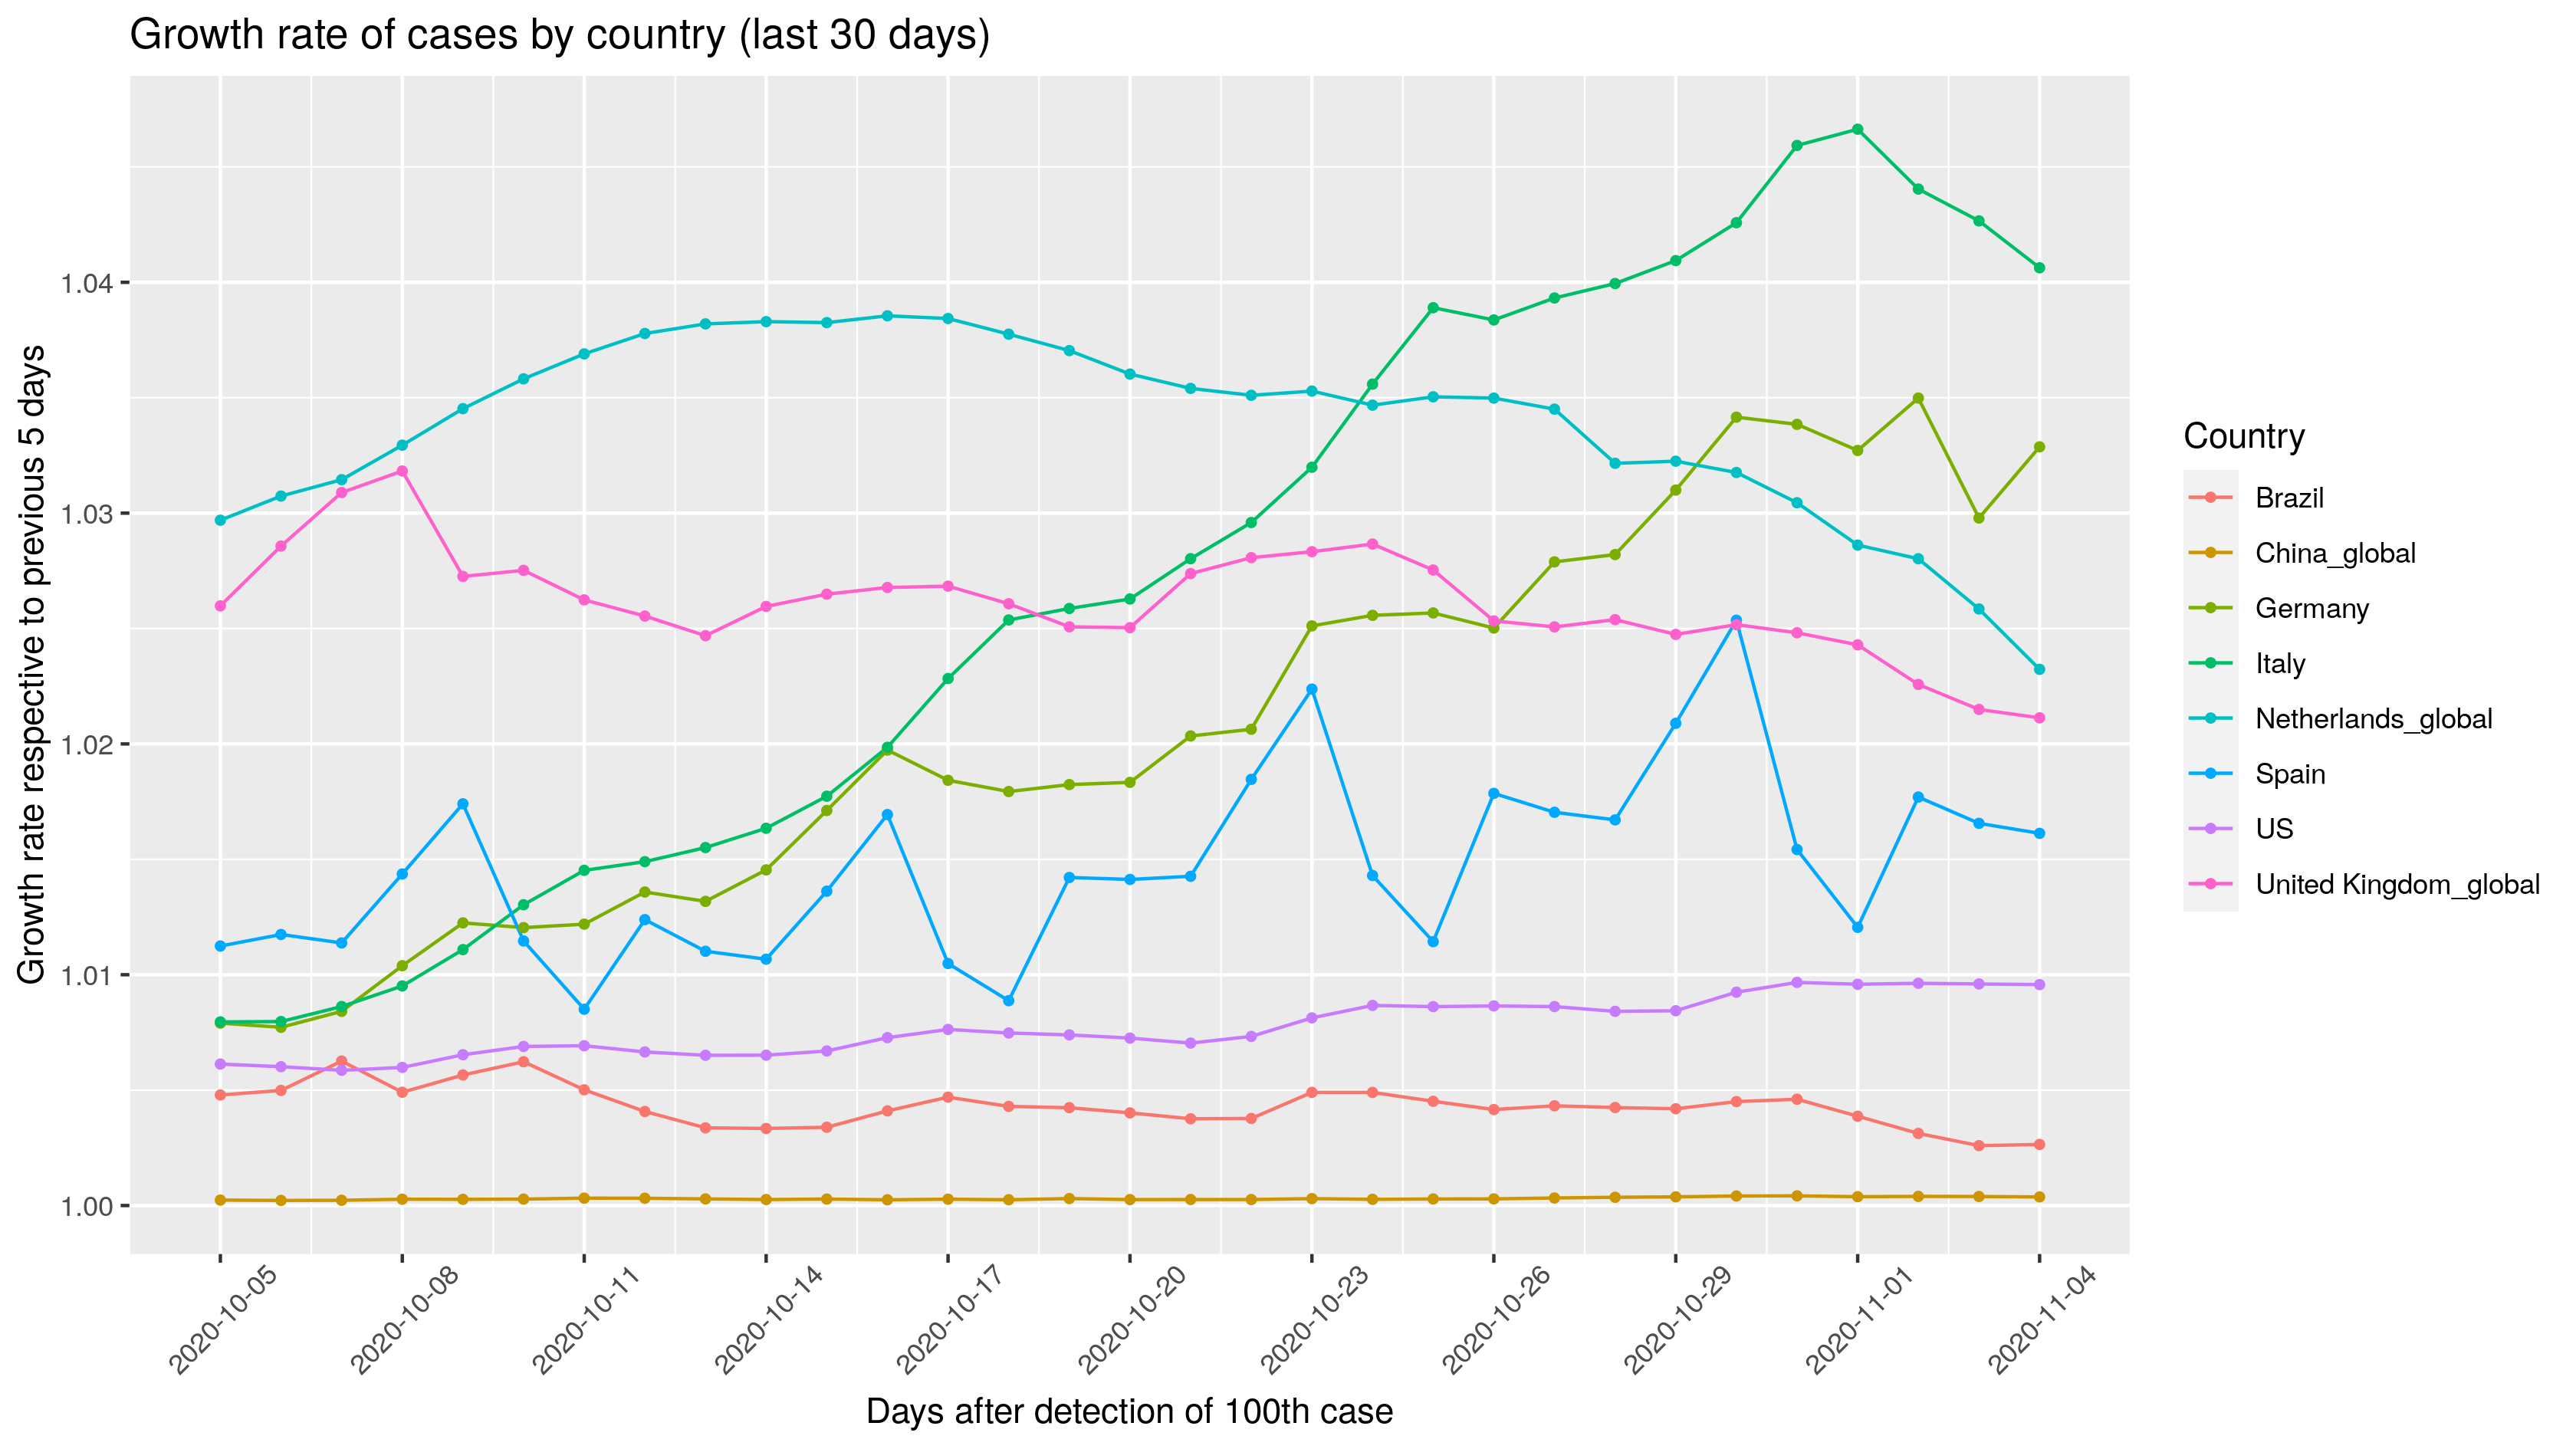 Growth rate of cases by country (last 30 days)
Growth rate respective to previous 5 days
1.04
1.03
1.02
1.01
1.00
2020-10-05
2020-10-08
2020-10-11
2020-10-14
2020-10-17
2020-10-20
2020-10-23
2020-10-26
2020-10-29
2020-11-01
2020-11-04
Days after detection of 100th case
Country
Brazil
China_global
Germany
Italy
Netherlands_global
Spain
US
United Kingdom_global